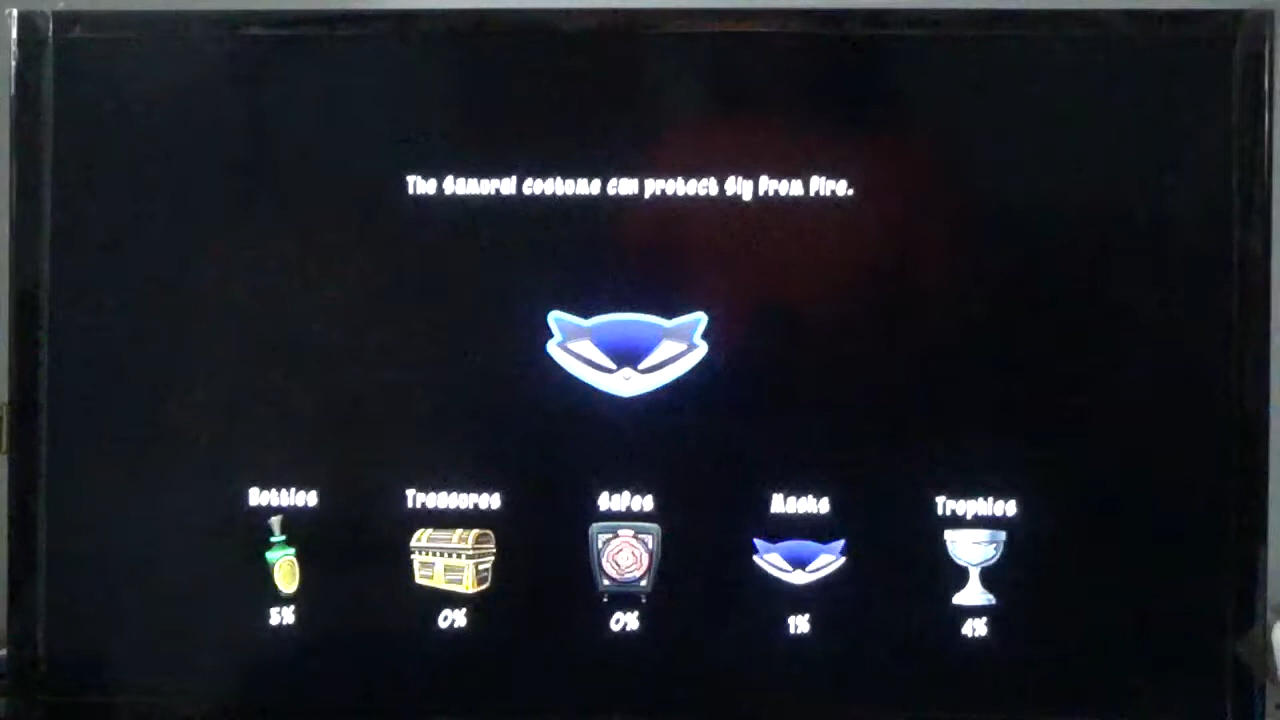 The Samurai costume can protect Sly from fire.
Bottles
Treasures
Safes
Masks
Trophies
5%
0%
0%
1%
4%